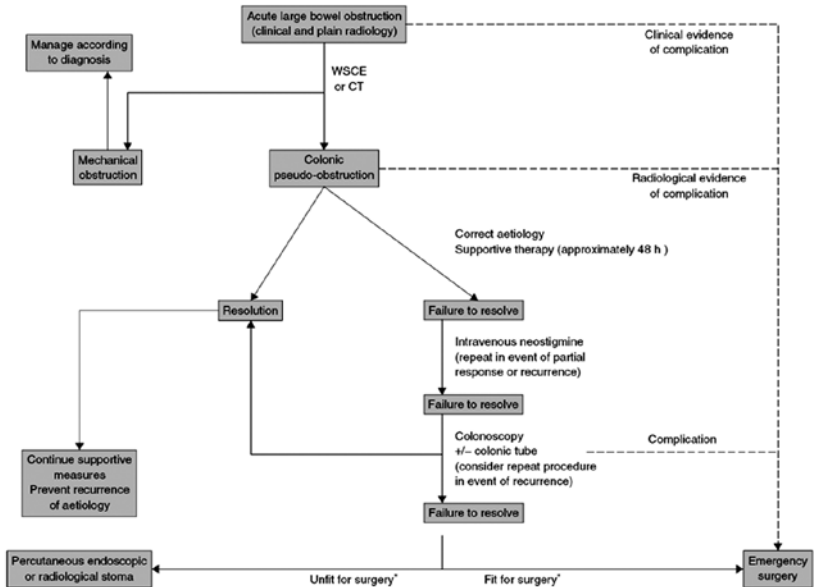 Acute large bowel obstruction
(clinical and plain radiology)
Manage according
to diagnosis
Clinical evidence
of complication
WSCE
or CT
Mechanical
obstruction
Colonic
pseudo-obstruction
Radiological evidence
of complication
Correct aetiology
Supportive therapy (approximately 48 h )
Resolution
Failure to resolve
Intravenous neostigmine
(repeat in event of partial
response or recurrence)
Failure to resolve
Colonoscopy
+/– colonic tube
(consider repeat procedure
in event of recurrence)
Complication
Continue supportive
measures
Prevent recurrence
of aetiology
Failure to resolve
Percutaneous endoscopic
or radiological stoma
Unfit for surgery*
Fit for surgery*
Emergency
surgery